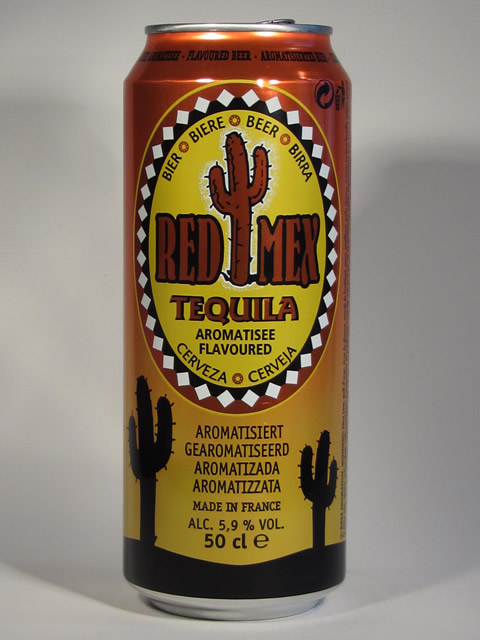 AROMATISEE · FLAVOURED BEER · AROMATISIERTES
BIER BIERE BEER BIRRA
RED MEX
TEQUILA
AROMATISEE
FLAVOURED
CERVEZA CERVEJA
AROMATISIERT
GEAROMATISEERD
AROMATIZADA
AROMATIZZATA
MADE IN FRANCE
ALC. 5,9 % VOL.
50 cl e